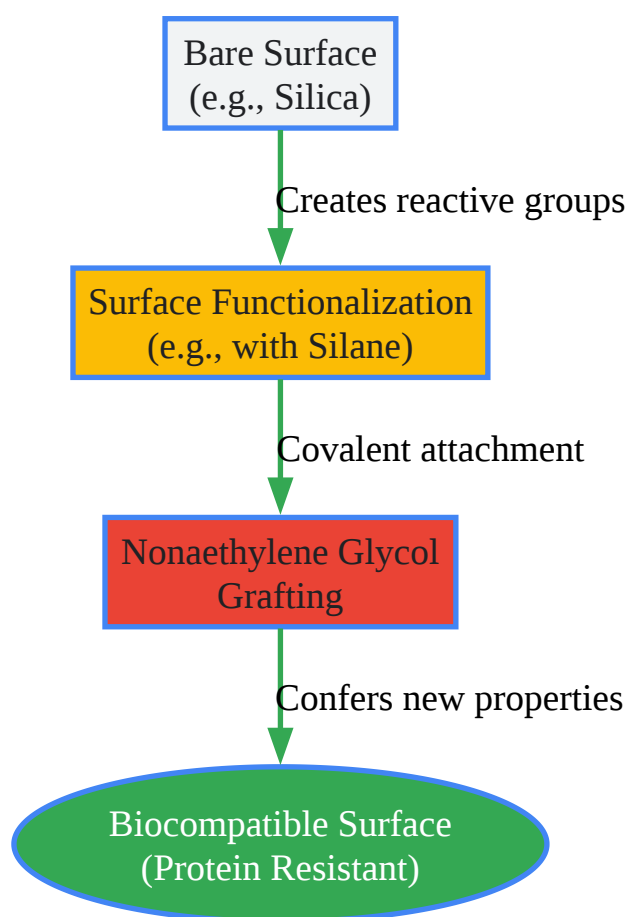 Bare Surface
(e.g., Silica)
Creates reactive groups
Surface Functionalization
(e.g., with Silane)
Covalent attachment
Nonaethylene Glycol
Grafting
Confers new properties
Biocompatible Surface
(Protein Resistant)